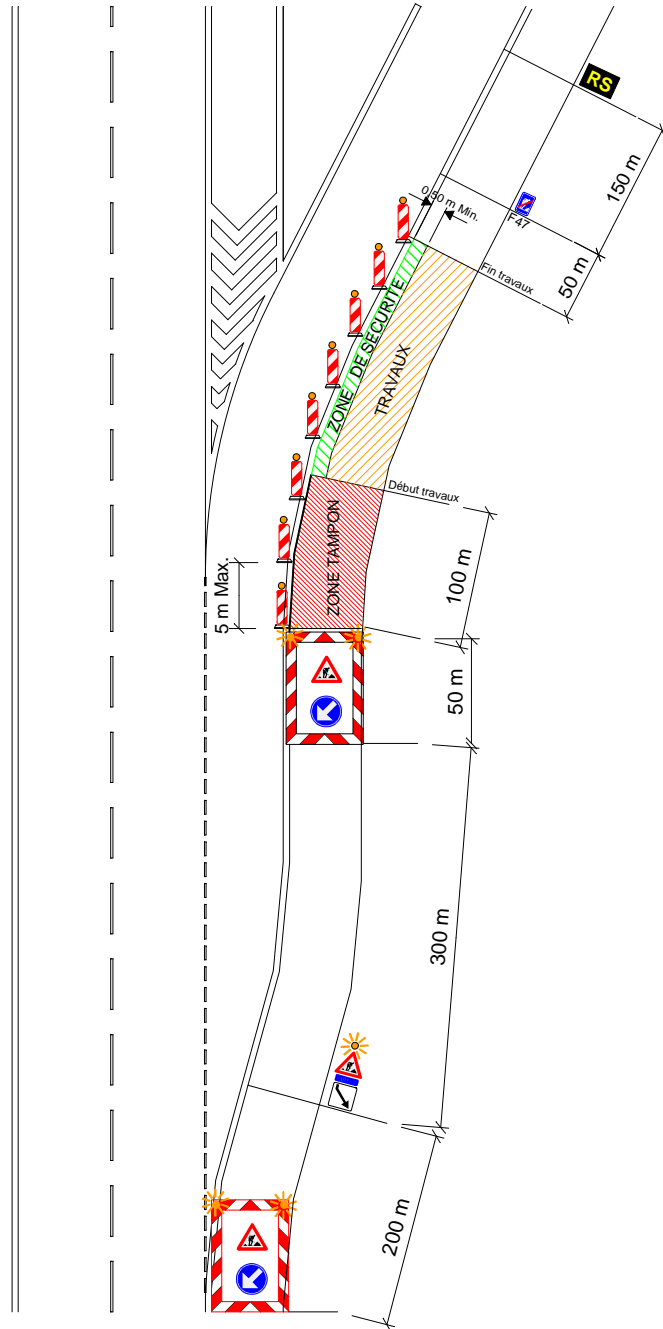 RS
150 m
0.50 m Min.
F47
50 m
Fin travaux
ZONE DE SECURITE
TRAVAUX
Début travaux
ZONE TAMPON
100 m
5 m Max.
50 m
300 m
200 m